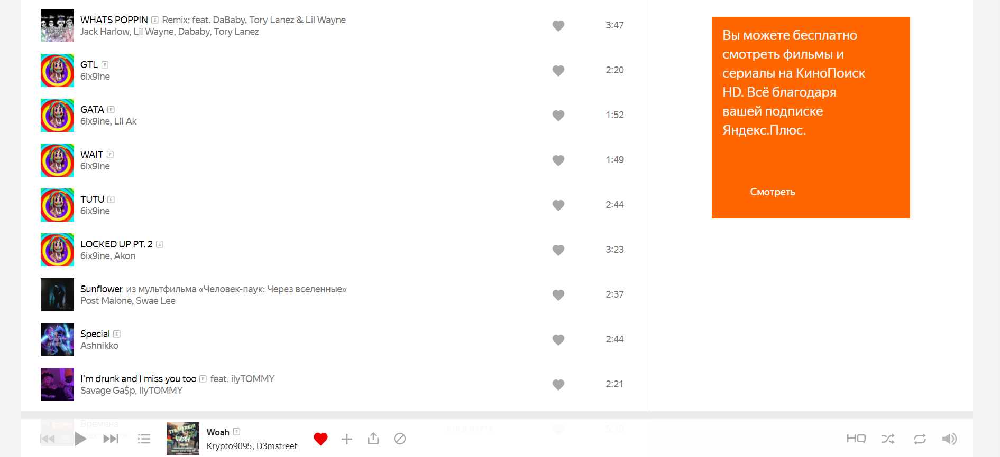 WHATS POPPIN E Remix; feat. DaBaby, Tory Lanez & Lil Wayne
Jack Harlow, Lil Wayne, Dababy, Tory Lanez
3:47
GTL E
6ix9ine
2:20
GATA E
6ix9ine, Lil Ak
1:52
WAIT E
6ix9ine
1:49
TUTU E
6ix9ine
2:44
LOCKED UP PT. 2 E
6ix9ine, Akon
3:23
Sunflower из мультфильма «Человек-паук: Через вселенные»
Post Malone, Swae Lee
2:37
Special E
Ashnikko
2:44
I'm drunk and I miss you too E feat. ilyTOMMY
Savage Ga$p, ilyTOMMY
2:21
Вы можете бесплатно
смотреть фильмы и
сериалы на КиноПоиск
HD. Всё благодаря
вашей подписке
Яндекс.Плюс.
Смотреть
Времена
#18 В ЧАРТЕ
5:19
Woah E
Krypto9095, D3mstreet
HQ